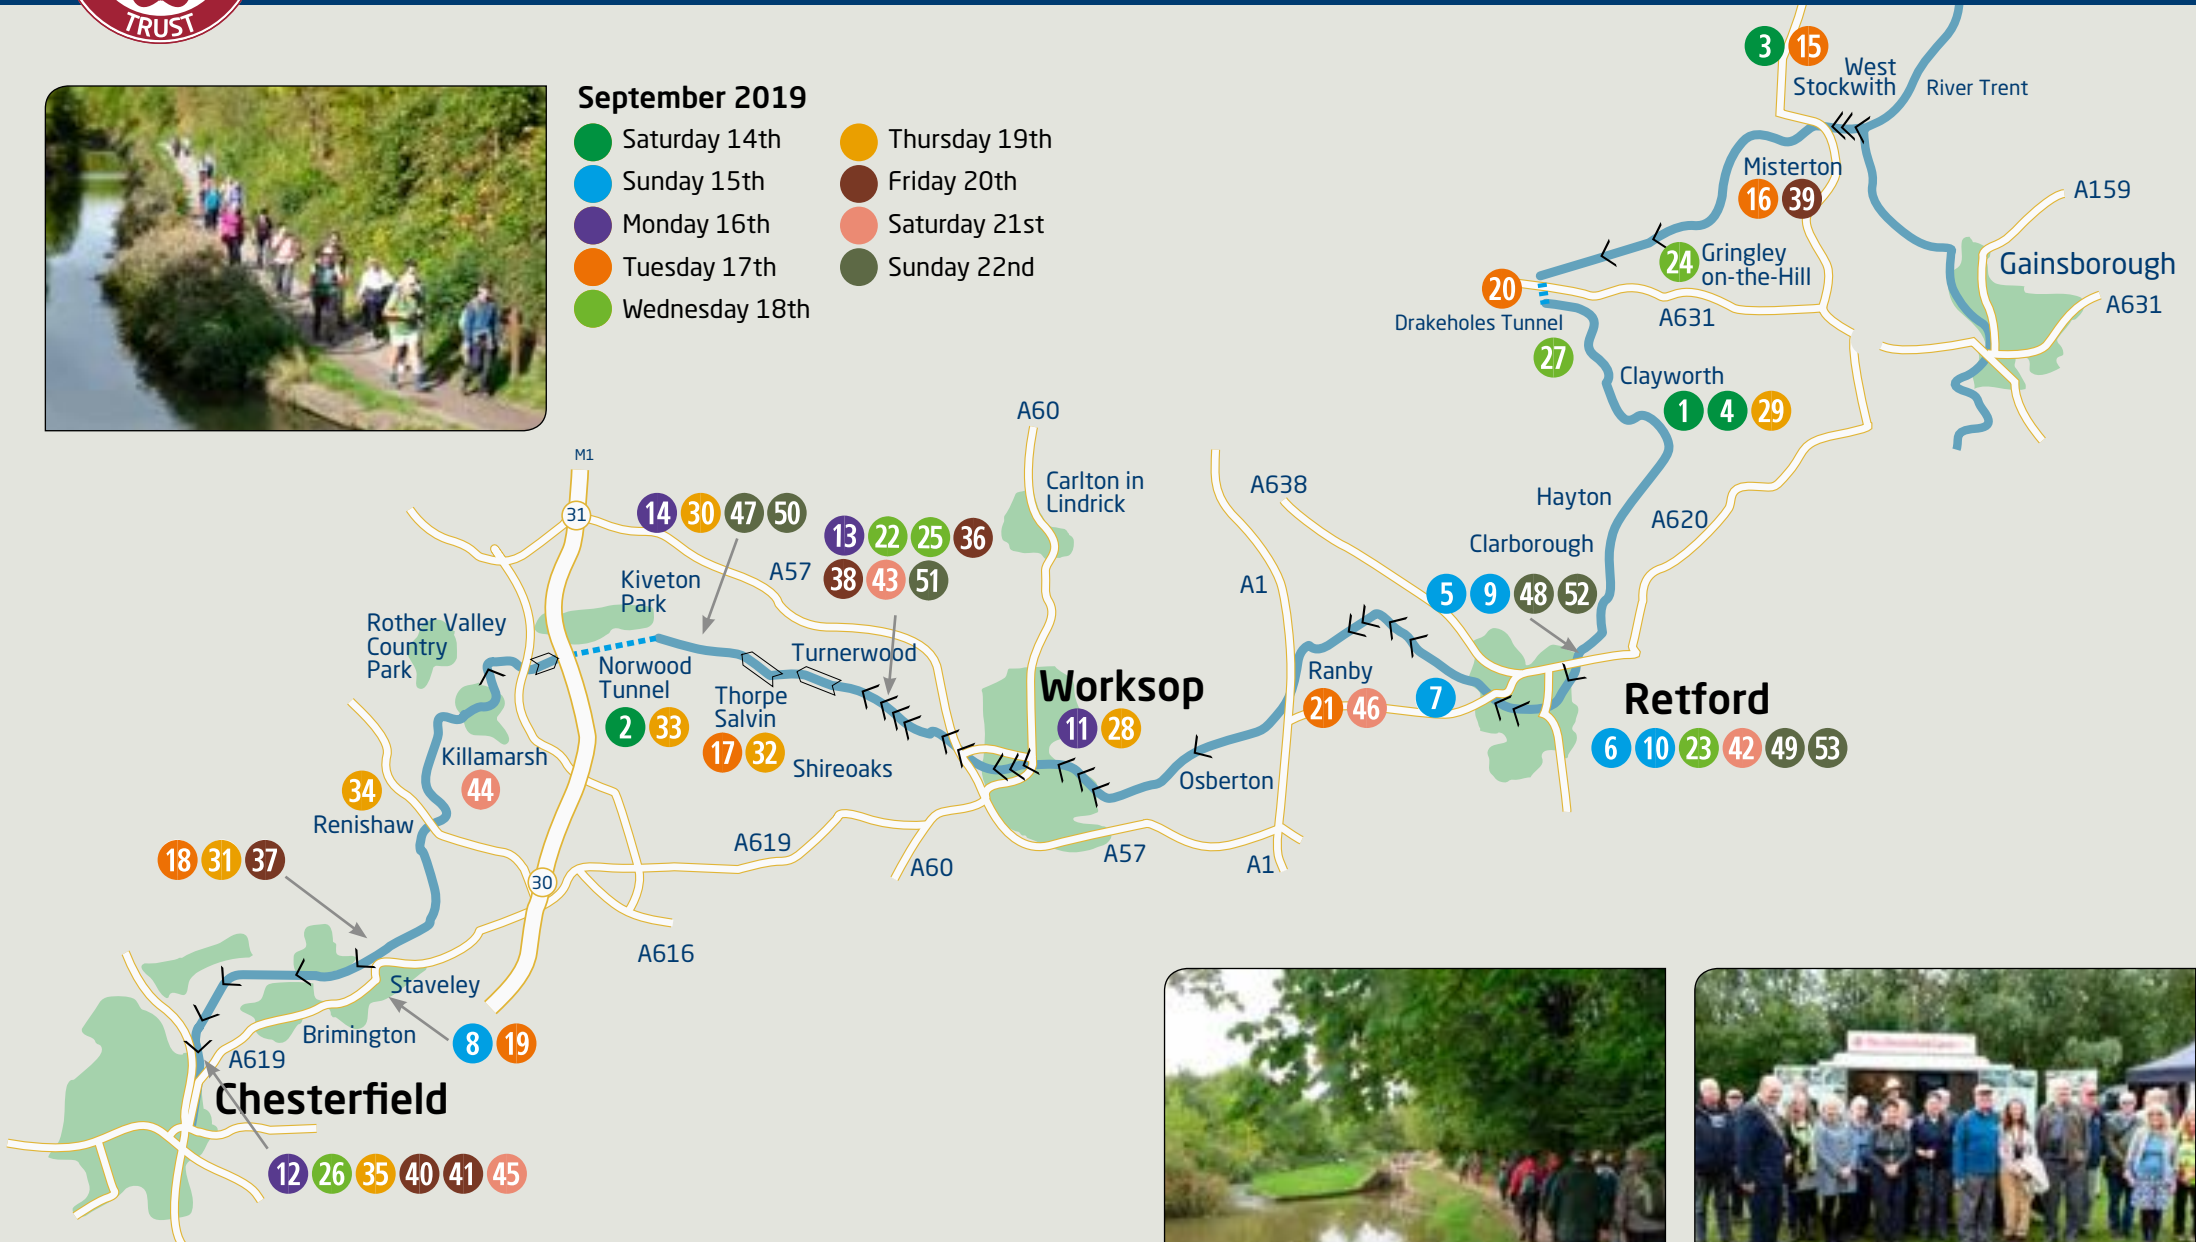 TRUST
September 2019
Saturday 14th
Sunday 15th
Monday 16th
Tuesday 17th
Wednesday 18th
Thursday 19th
Friday 20th
Saturday 21st
Sunday 22nd
3 15
West
Stockwith
River Trent
Misterton
16 39
A159
24
Gringley
on-the-Hill
Gainsborough
A631
20
A631
Drakeholes Tunnel
27
Clayworth
1 4 29
A60
M1
Carlton in
Lindrick
A638
Hayton
A620
31
14 30 47 50
13 22 25 36
38 43 51
A57
Clarborough
Kiveton
Park
A1
5 9 48 52
Rother Valley
Country
Park
Norwood
Tunnel
2 33
Turnerwood
Thorpe
Salvin
17 32
Worksop
11 28
Ranby
21 46
7
Retford
6 10 23 42 49 53
Killamarsh
44
Shireoaks
Osberton
34
Renishaw
A619
A57
A1
18 31 37
A60
30
A616
Staveley
Brimington
8 19
A619
Chesterfield
12 26 35 40 41 45